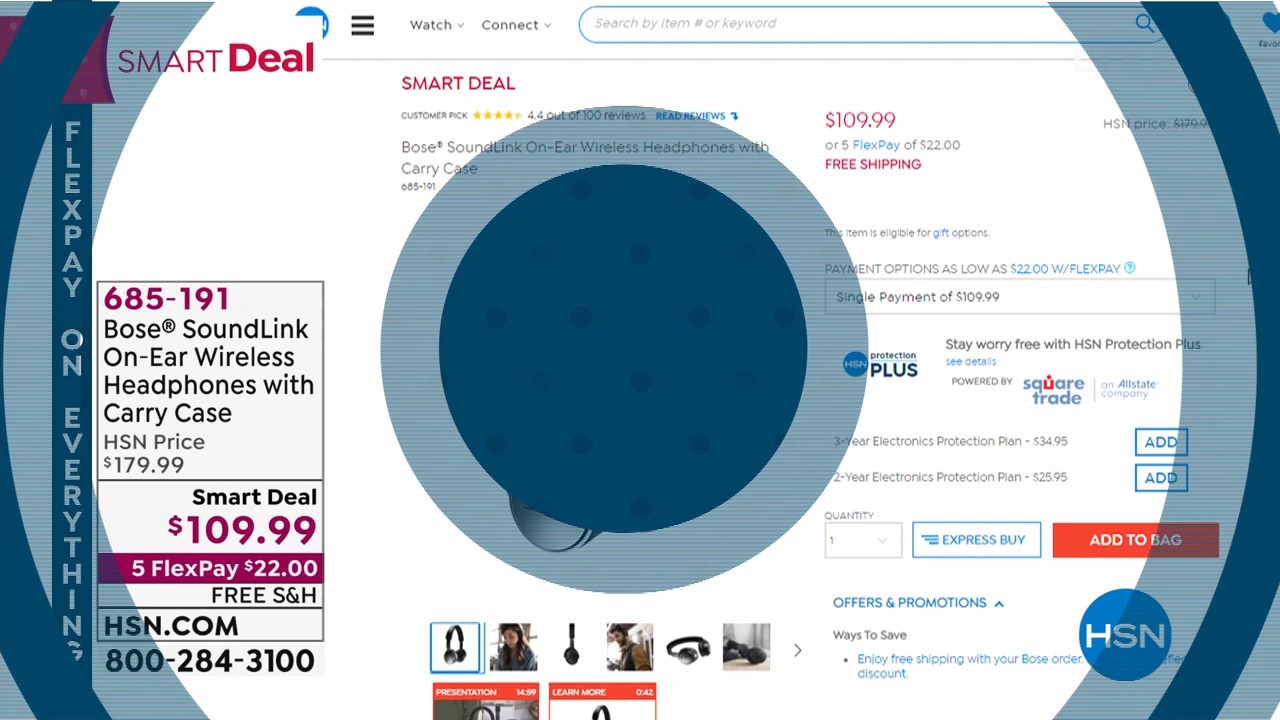 SMART Deal
FLEXPAY ON EVERYTHING
685-191
Bose® SoundLink
On-Ear Wireless
Headphones with
Carry Case
HSN Price
$179.99
Smart Deal
$109.99
5 FlexPay $22.00
FREE S&H
HSN.COM
800-284-3100
Watch
Connect
Search by item # or keyword
SMART DEAL
CUSTOMER PICK 4.4 out of 100 reviews READ REVIEWS
Bose® SoundLink On-Ear Wireless Headphones with
Carry Case
685-191
$109.99
HSN price:
or 5 FlexPay of $22.00
FREE SHIPPING
This item is eligible for gift options.
PAYMENT OPTIONS AS LOW AS $22.00 W/FLEXPAY ?
Single Payment of $109.99
HSN protection
PLUS
Stay worry free with HSN Protection Plus
see details
POWERED BY
square
trade
an Allstate
company
3-Year Electronics Protection Plan - $34.95
ADD
2-Year Electronics Protection Plan - $25.95
ADD
QUANTITY
1
EXPRESS BUY
ADD TO BAG
OFFERS & PROMOTIONS
Ways To Save
Enjoy free shipping with your Bose order.
discount.
PRESENTATION 14:59
LEARN MORE 0:42
HSN